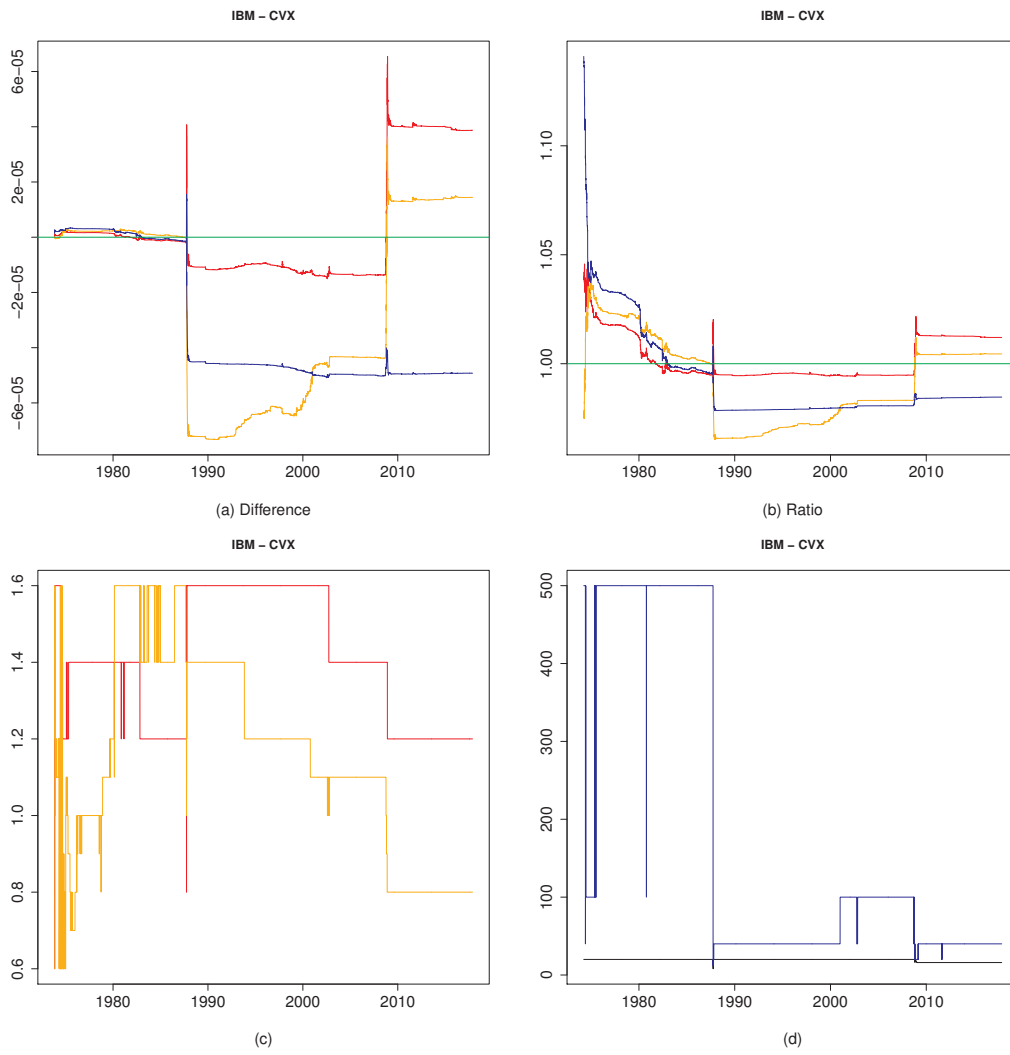 IBM – CVX
6e-05
2e-05
-2e-05
-6e-05
1980 1990 2000 2010
(a) Difference
IBM – CVX
1.10
1.05
1.00
1980 1990 2000 2010
(b) Ratio
IBM – CVX
1.6
1.4
1.2
1.0
0.8
0.6
1980 1990 2000 2010
(c)
IBM – CVX
500
400
300
200
100
0
1980 1990 2000 2010
(d)